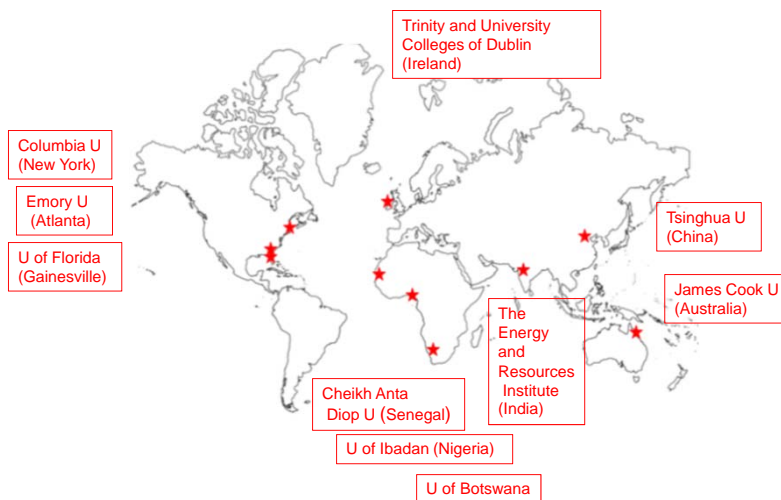 Trinity and University
Colleges of Dublin
(Ireland)
Columbia U
(New York)
Emory U
(Atlanta)
U of Florida
(Gainesville)
Tsinghua U
(China)
James Cook U
(Australia)
The
Energy
and
Resources
Institute
(India)
Cheikh Anta
Diop U (Senegal)
U of Ibadan (Nigeria)
U of Botswana